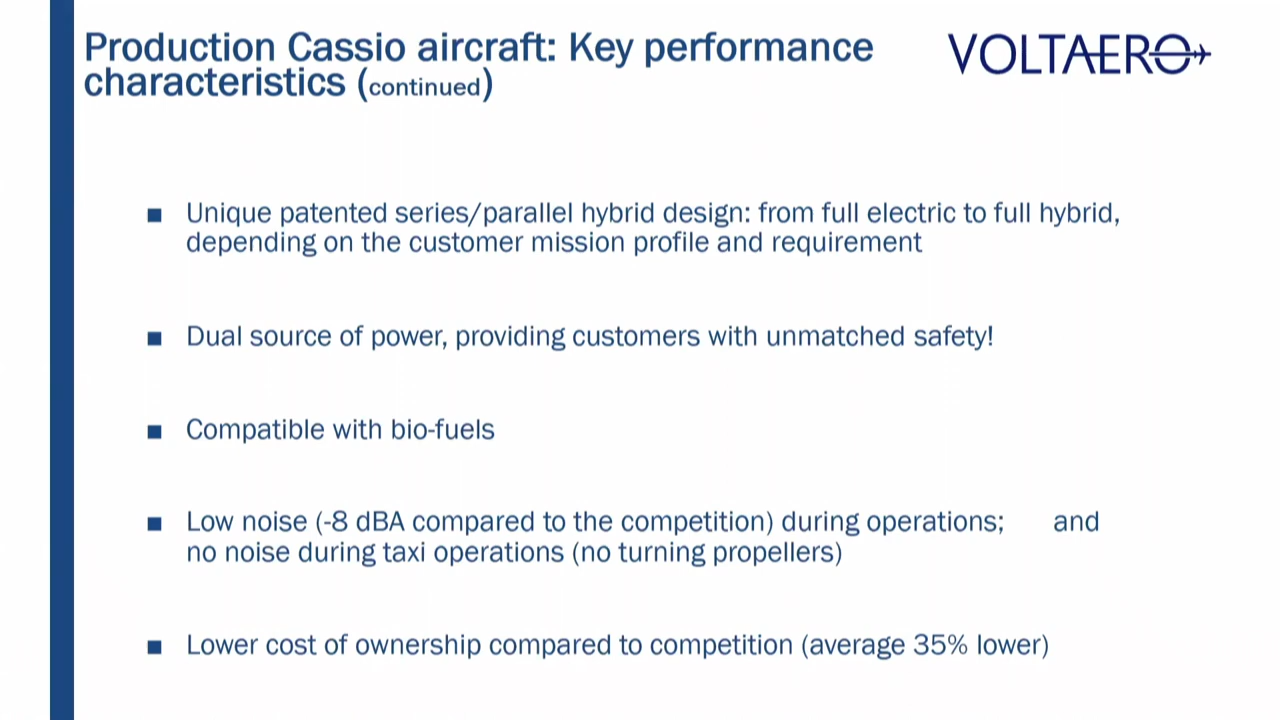 Production Cassio aircraft: Key performance
characteristics (continued)
VOLTAERO
■ Unique patented series/parallel hybrid design: from full electric to full hybrid,
depending on the customer mission profile and requirement
■ Dual source of power, providing customers with unmatched safety!
■ Compatible with bio-fuels
■ Low noise (-8 dBA compared to the competition) during operations; and
no noise during taxi operations (no turning propellers)
■ Lower cost of ownership compared to competition (average 35% lower)